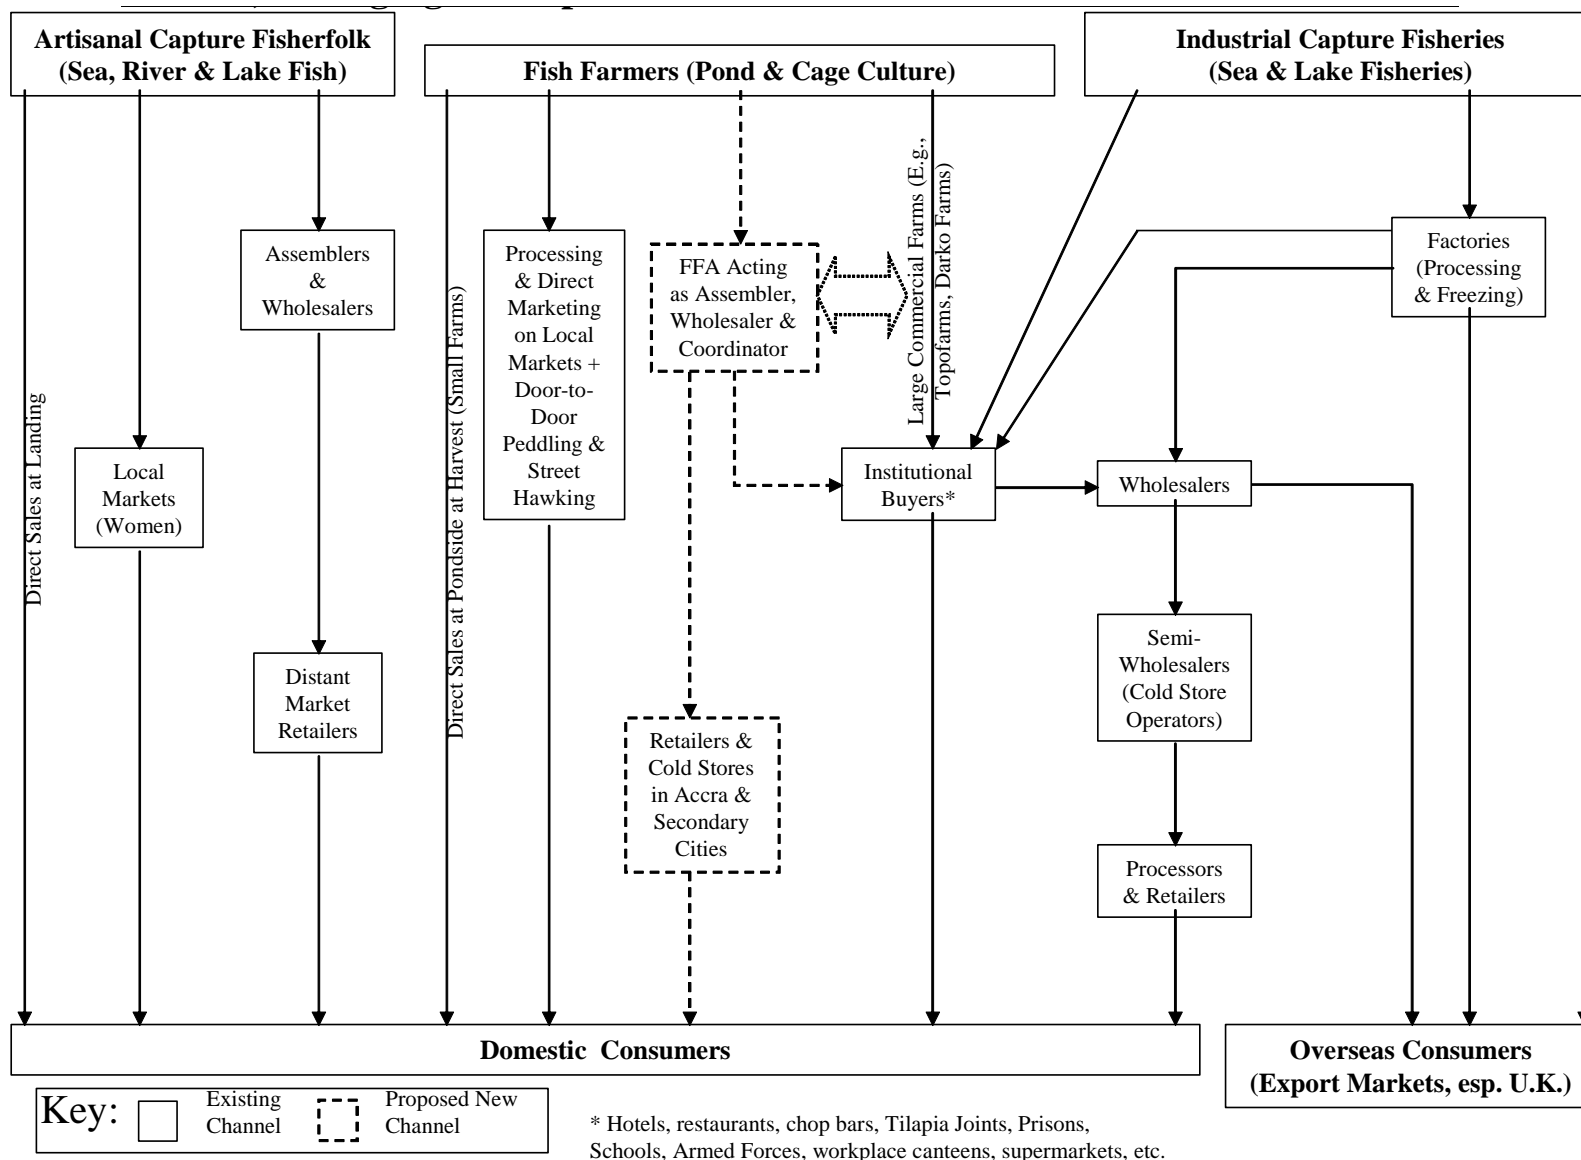 Artisanal Capture Fisherfolk
(Sea, River & Lake Fish)
Fish Farmers (Pond & Cage Culture)
Industrial Capture Fisheries
(Sea & Lake Fisheries)
Direct Sales at Landing
Local
Markets
(Women)
Assemblers
&
Wholesalers
Distant
Market
Retailers
Direct Sales at Pondside at Harvest (Small Farms)
Processing
& Direct
Marketing
on Local
Markets +
Door-to-
Door
Peddling &
Street
Hawking
FFA Acting
as Assembler,
Wholesaler &
Coordinator
Retailers &
Cold Stores
in Accra &
Secondary
Cities
Large Commercial Farms (E.g.,
Topofarms, Darko Farms)
Institutional
Buyers*
Factories
(Processing
& Freezing)
Wholesalers
Semi-
Wholesalers
(Cold Store
Operators)
Processors
& Retailers
Domestic Consumers
Overseas Consumers
(Export Markets, esp. U.K.)
Key:
Existing
Channel
Proposed New
Channel
* Hotels, restaurants, chop bars, Tilapia Joints, Prisons,
Schools, Armed Forces, workplace canteens, supermarkets, etc.